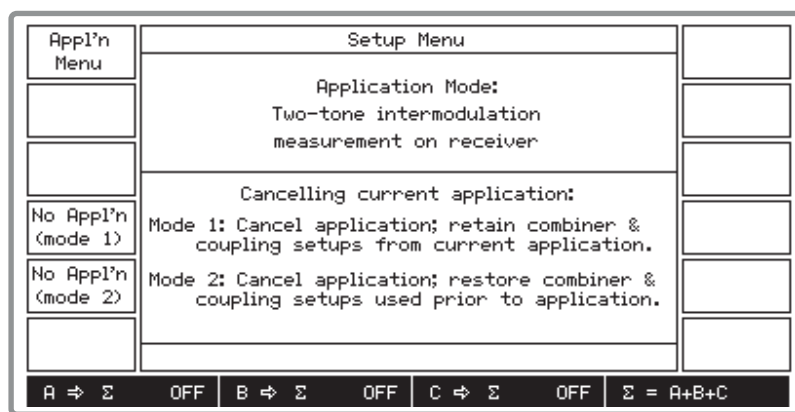 Appl'n
Menu
Setup Menu
Application Mode:
Two-tone intermodulation
measurement on receiver
Cancelling current application:
No Appl'n
(mode 1)
Mode 1: Cancel application; retain combiner &
coupling setups from current application.
No Appl'n
(mode 2)
Mode 2: Cancel application; restore combiner &
coupling setups used prior to application.
A ⇨ Σ OFF B ⇨ Σ OFF C ⇨ Σ OFF Σ = A+B+C